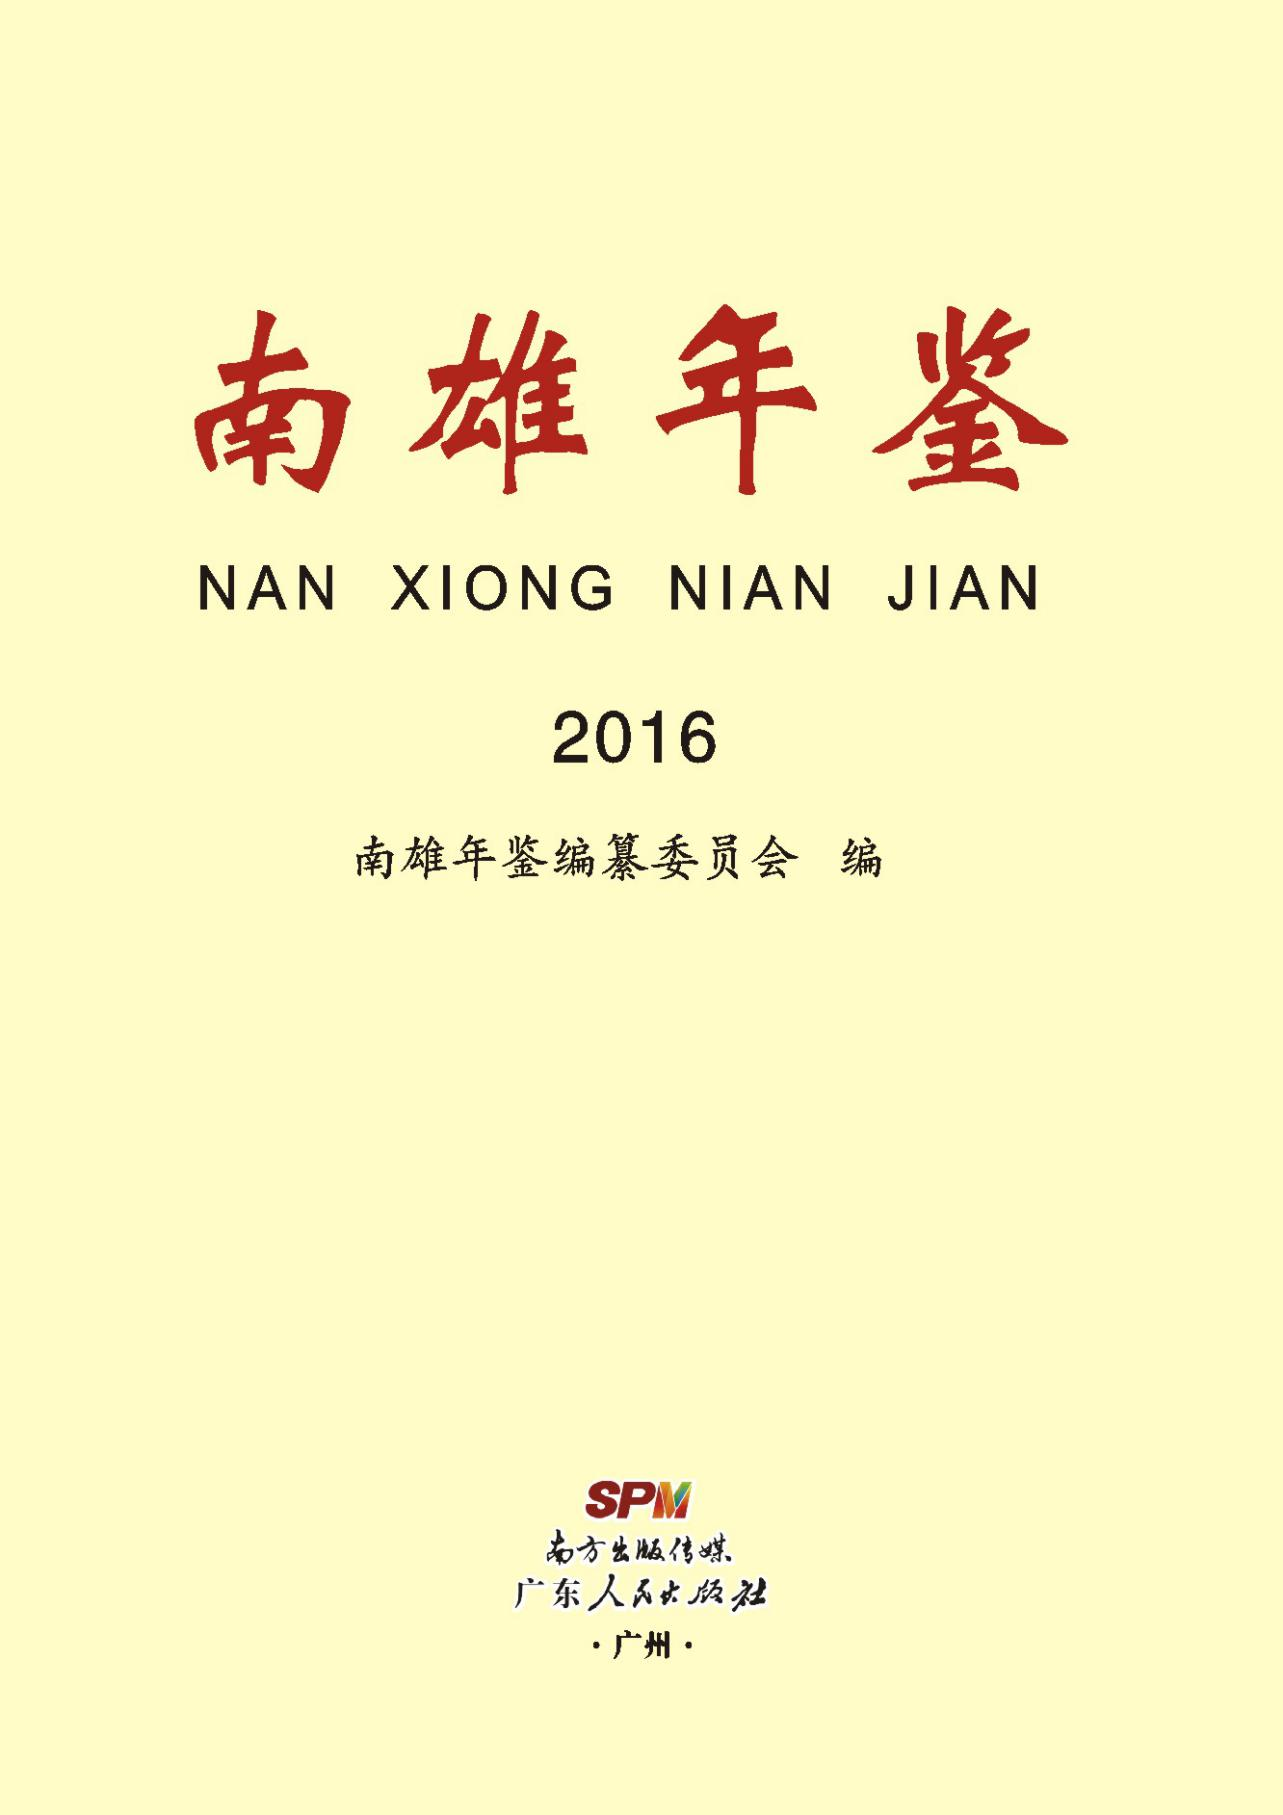 南雄年鉴
NAN XIONG NIAN JIAN
2016
南雄年鉴编纂委员会 编
SPM
南方出版传媒
广东人民出版社
·广州·